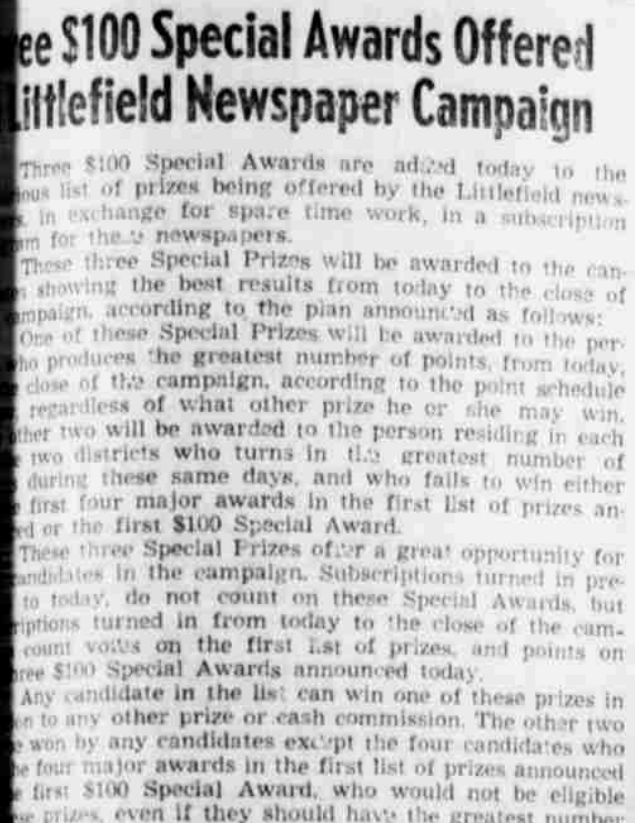 ee $100 Special Awards Offered
Littlefield Newspaper Campaign
Three $100 Special Awards are added today to the
ious list of prizes being offered by the Littlefield news-
s, in exchange for spare time work, in a subscription
ram for these newspapers.
These three Special Prizes will be awarded to the can-
es showing the best results from today to the close of
ampaign, according to the plan announced as follows:
One of these Special Prizes will be awarded to the per-
who produces the greatest number of points, from today,
e close of the campaign, according to the point schedule
, regardless of what other prize he or she may win.
other two will be awarded to the person residing in each
e two districts who turns in the greatest number of
during these same days, and who fails to win either
e first four major awards in the first list of prizes an-
ed or the first $100 Special Award.
These three Special Prizes offer a great opportunity for
andidates in the campaign. Subscriptions turned in pre-
to today, do not count on these Special Awards, but
riptions turned in from today to the close of the cam-
count votes on the first list of prizes, and points on
hree $100 Special Awards announced today.
Any candidate in the list can win one of these prizes in
on to any other prize or cash commission. The other two
e won by any candidates except the four candidates who
he four major awards in the first list of prizes announced
e first $100 Special Award, who would not be eligible
se prizes, even if they should have the greatest number